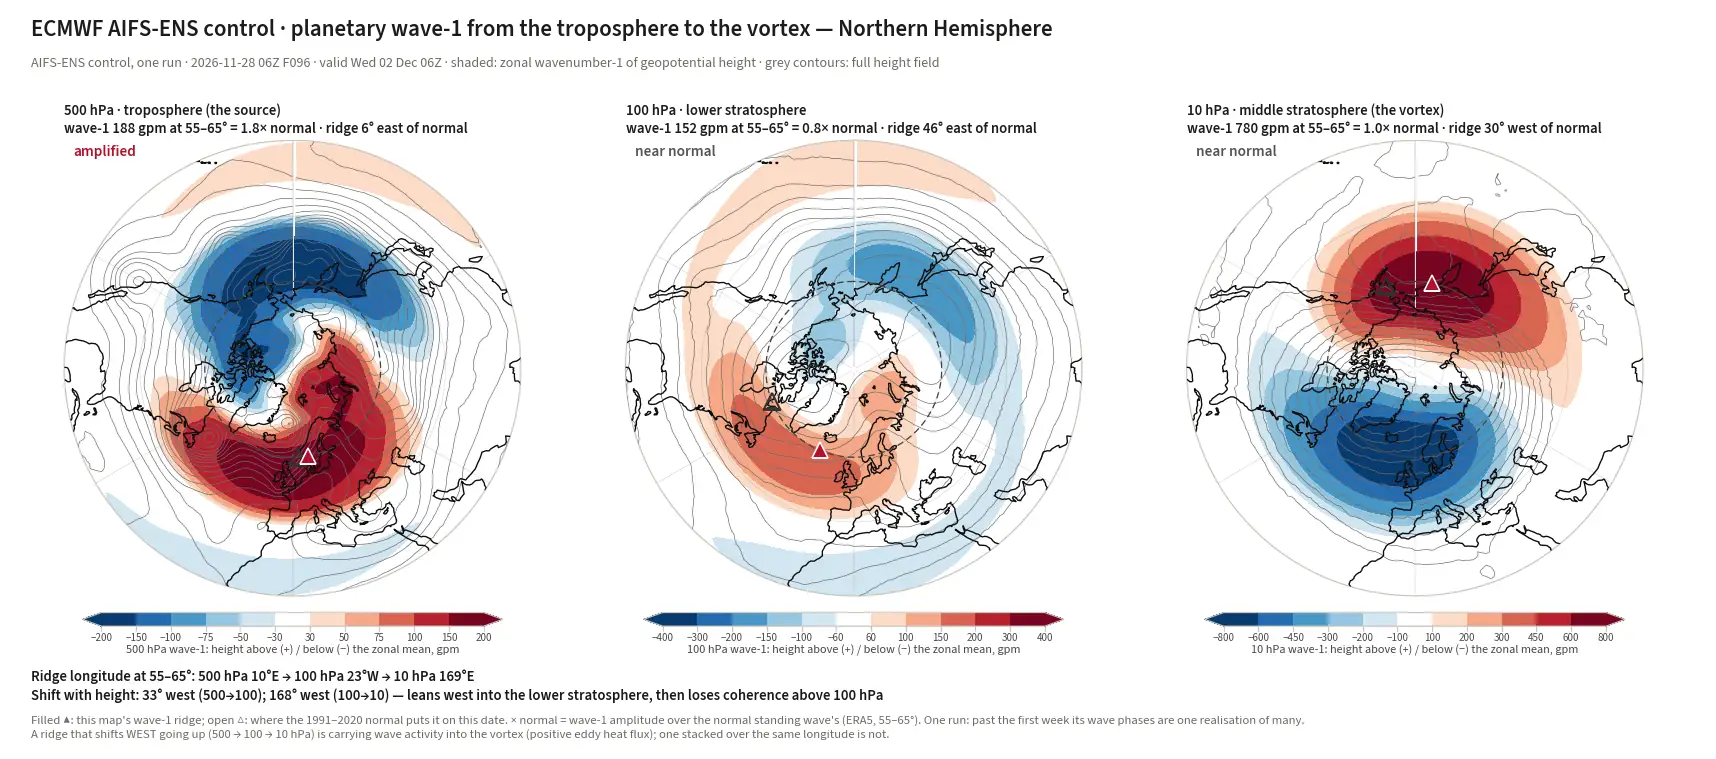 ECMWF AIFS-ENS control · planetary wave-1 from the troposphere to the vortex — Northern Hemisphere
AIFS-ENS control, one run · 2026-11-28 06Z F096 · valid Wed 02 Dec 06Z · shaded: zonal wavenumber-1 of geopotential height · grey contours: full height field
500 hPa · troposphere (the source)
wave-1 188 gpm at 55–65° = 1.8× normal · ridge 6° east of normal
amplified
100 hPa · lower stratosphere
wave-1 152 gpm at 55–65° = 0.8× normal · ridge 46° east of normal
near normal
10 hPa · middle stratosphere (the vortex)
wave-1 780 gpm at 55–65° = 1.0× normal · ridge 30° west of normal
near normal
−200 −150 −100 −75 −50 −30 30 50 75 100 150 200
500 hPa wave-1: height above (+) / below (−) the zonal mean, gpm
−400 −300 −200 −150 −100 −60 60 100 150 200 300 400
100 hPa wave-1: height above (+) / below (−) the zonal mean, gpm
−800 −600 −450 −300 −200 −100 100 200 300 450 600 800
10 hPa wave-1: height above (+) / below (−) the zonal mean, gpm
Ridge longitude at 55–65°: 500 hPa 10°E → 100 hPa 23°W → 10 hPa 169°E
Shift with height: 33° west (500→100); 168° west (100→10) — leans west into the lower stratosphere, then loses coherence above 100 hPa
Filled ▲: this map's wave-1 ridge; open △: where the 1991–2020 normal puts it on this date. × normal = wave-1 amplitude over the normal standing wave's (ERA5, 55–65°). One run: past the first week its wave phases are one realisation of many.
A ridge that shifts WEST going up (500 → 100 → 10 hPa) is carrying wave activity into the vortex (positive eddy heat flux); one stacked over the same longitude is not.